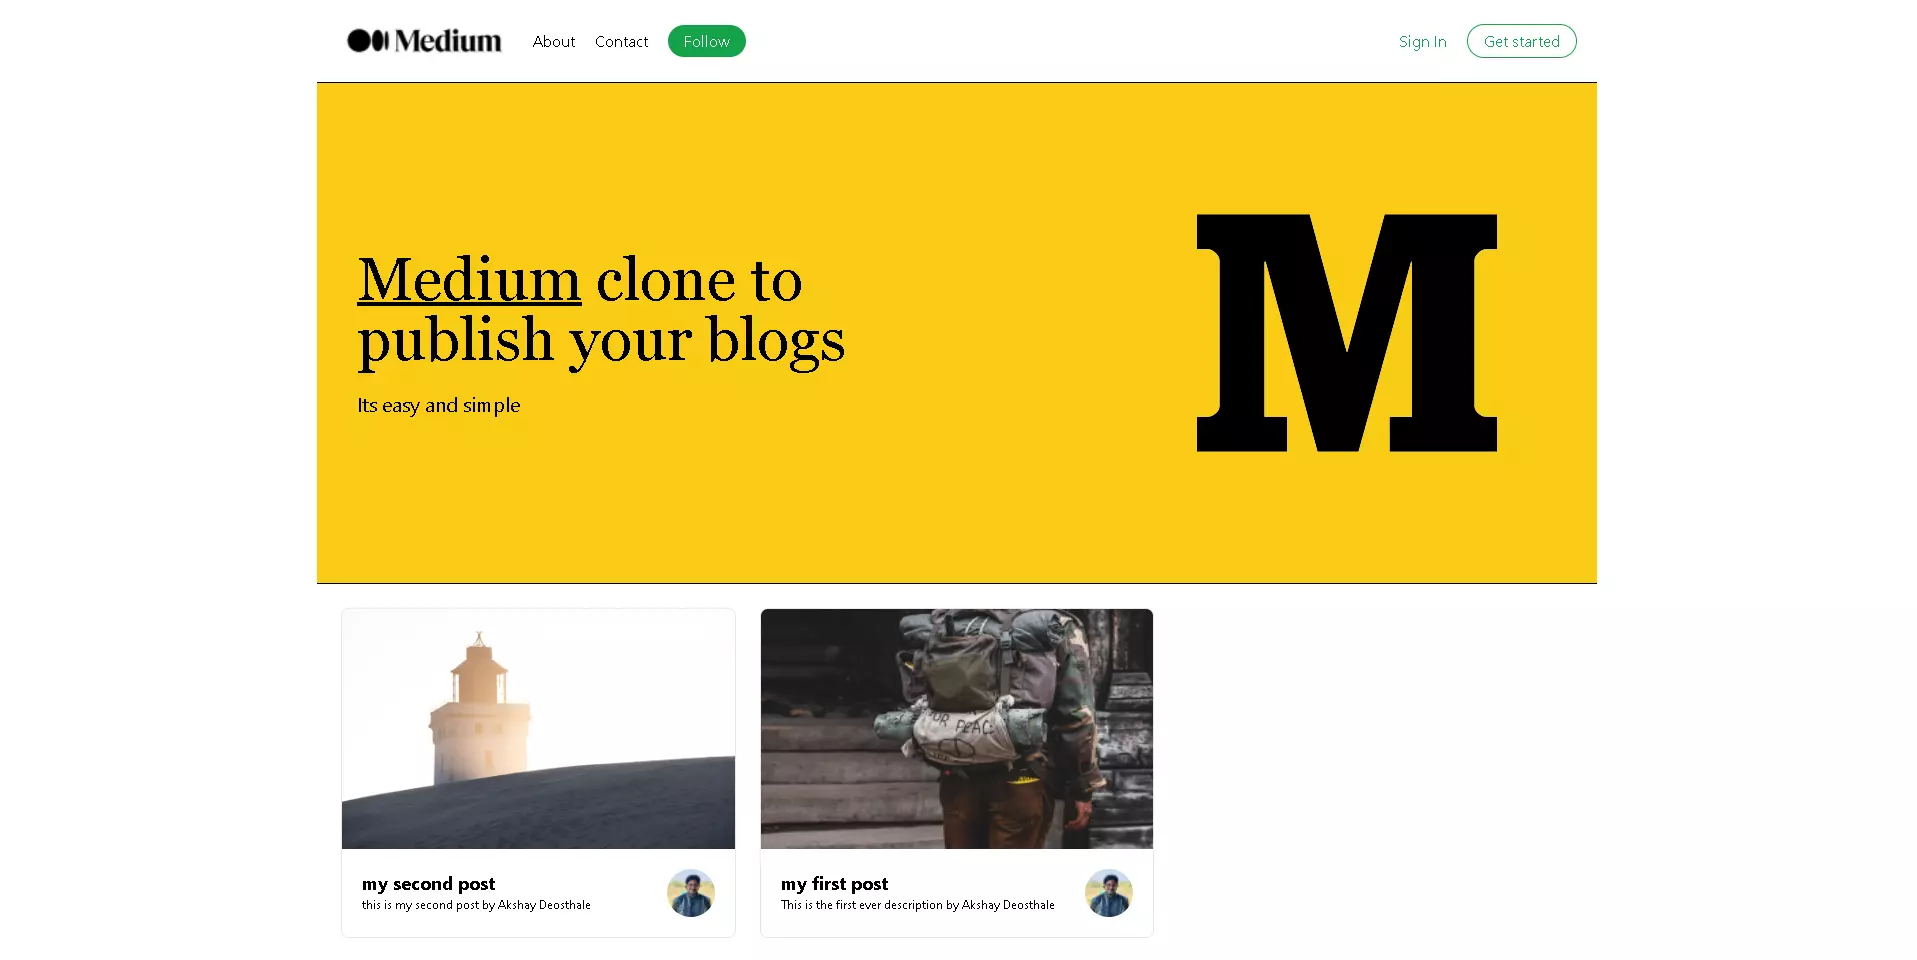 Medium
About
Contact
Follow
Sign In
Get started
Medium clone to
publish your blogs
Its easy and simple
M
PEAC
my second post
this is my second post by Akshay Deosthale
my first post
This is the first ever description by Akshay Deosthale